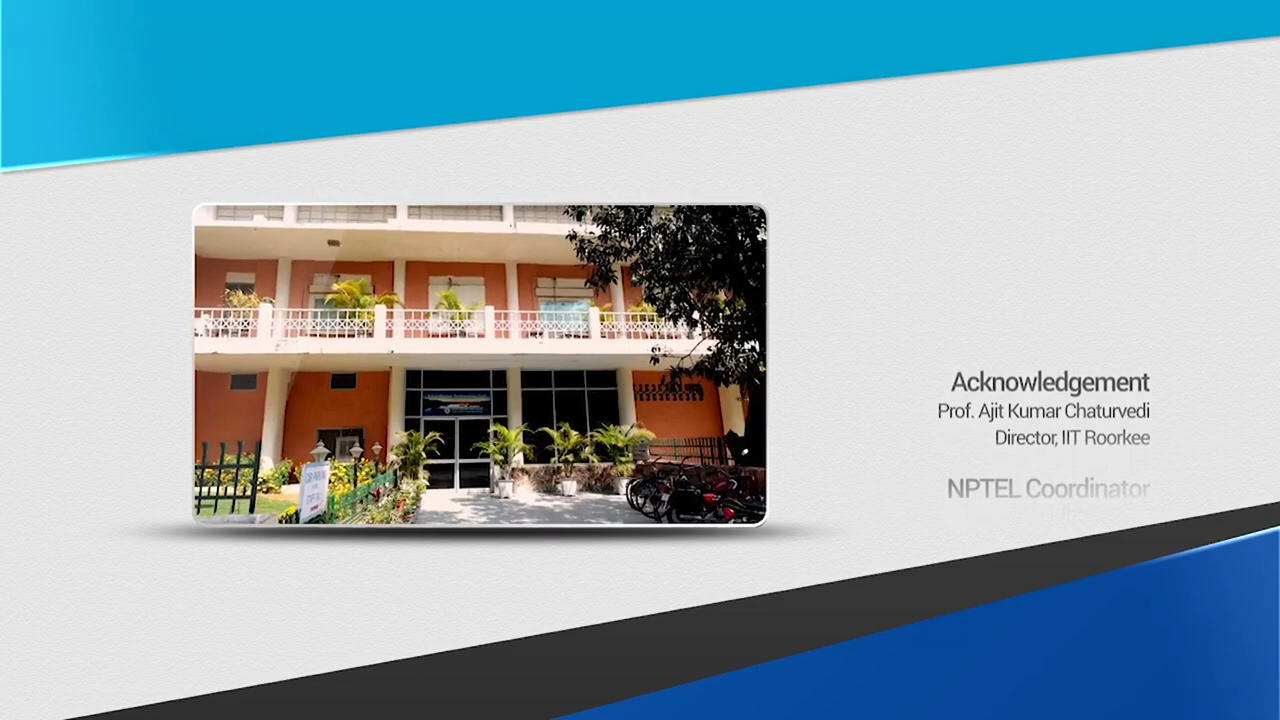 Acknowledgement
Prof. Ajit Kumar Chaturvedi
Director, IIT Roorkee
NPTEL Coordinator